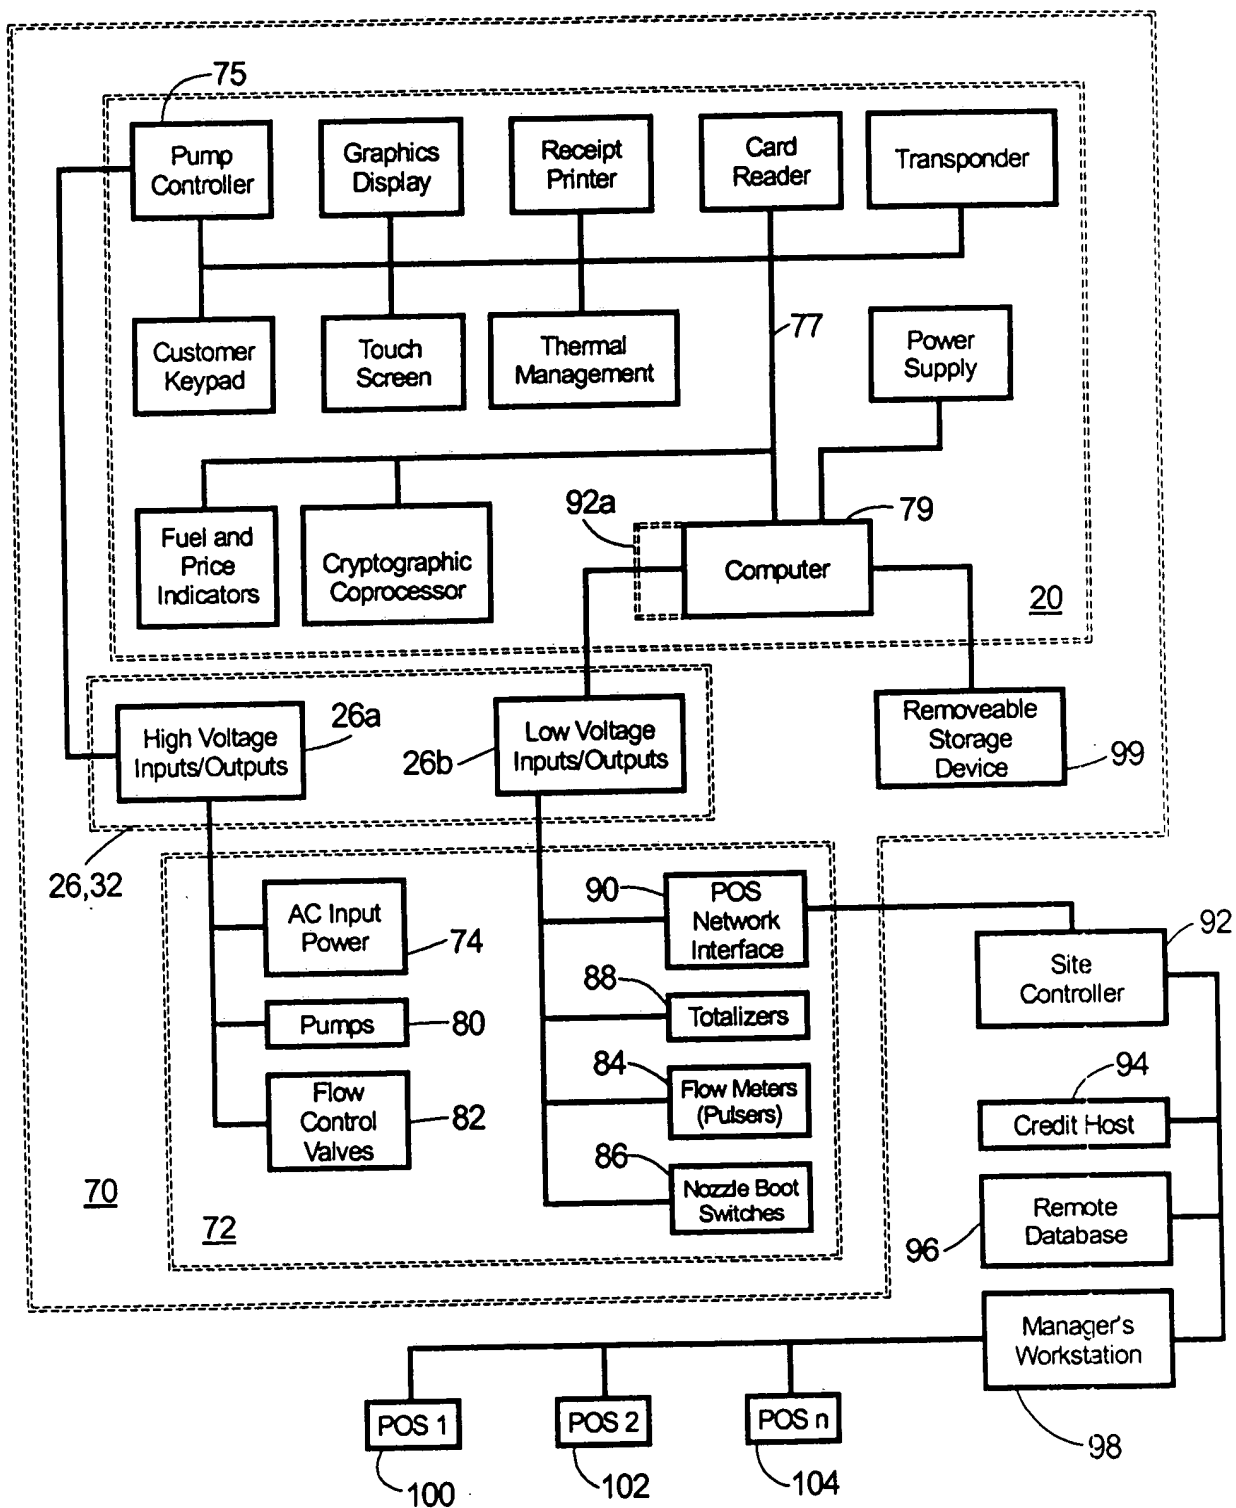 75
Pump
Controller
Graphics
Display
Receipt
Printer
Card
Reader
Transponder
77
Customer
Keypad
Touch
Screen
Thermal
Management
Power
Supply
92a
79
Fuel and
Price
Indicators
Cryptographic
Coprocessor
Computer
20
High Voltage
Inputs/Outputs
26a
26b
Low Voltage
Inputs/Outputs
Removeable
Storage
Device
99
26,32
AC Input
Power
74
90
POS
Network
Interface
92
Site
Controller
88
Totalizers
Pumps
80
84
Flow Meters
(Pulsers)
94
Credit Host
Flow
Control
Valves
82
86
Nozzle Boot
Switches
70
72
96
Remote
Database
Manager's
Workstation
98
POS 1
POS 2
POS n
100
102
104